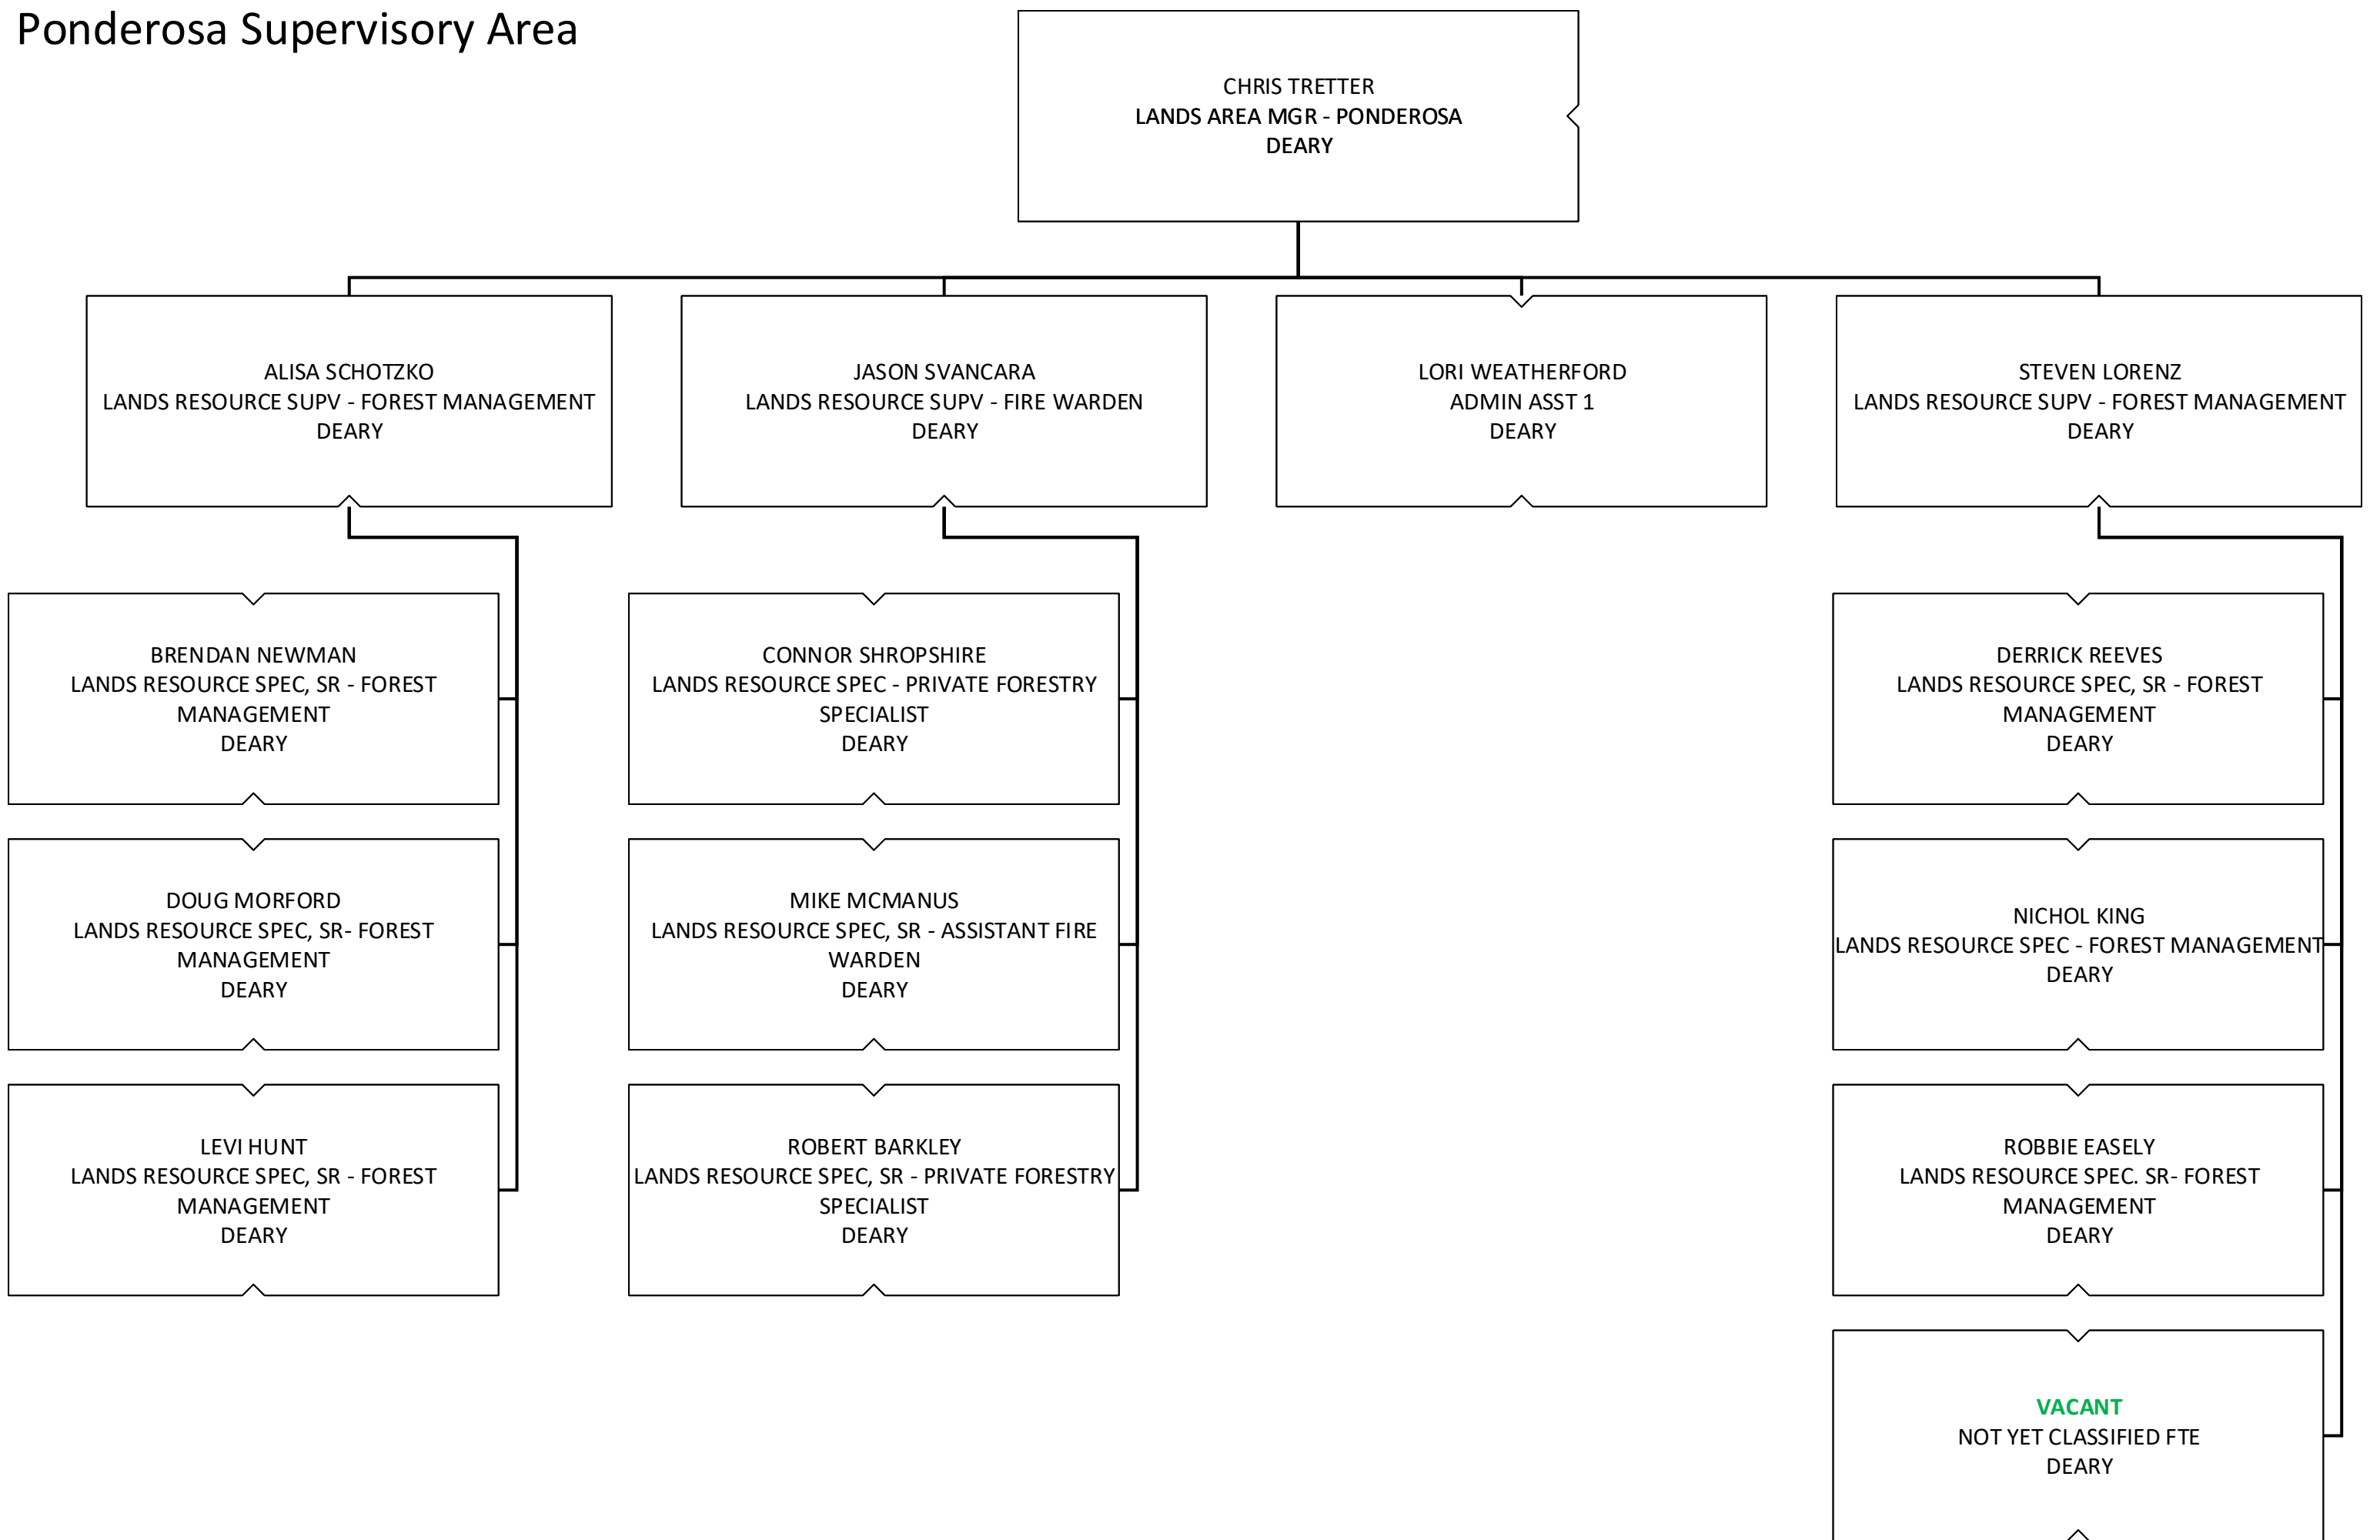 Ponderosa Supervisory Area
CHRIS TRETTER
LANDS AREA MGR - PONDEROSA
DEARY
ALISA SCHOTZKO
LANDS RESOURCE SUPV - FOREST MANAGEMENT
DEARY
JASON SVANCARA
LANDS RESOURCE SUPV - FIRE WARDEN
DEARY
LORI WEATHERFORD
ADMIN ASST 1
DEARY
STEVEN LORENZ
LANDS RESOURCE SUPV - FOREST MANAGEMENT
DEARY
BRENDAN NEWMAN
LANDS RESOURCE SPEC, SR - FOREST
MANAGEMENT
DEARY
DOUG MORFORD
LANDS RESOURCE SPEC, SR- FOREST
MANAGEMENT
DEARY
LEVI HUNT
LANDS RESOURCE SPEC, SR - FOREST
MANAGEMENT
DEARY
CONNOR SHROPSHIRE
LANDS RESOURCE SPEC - PRIVATE FORESTRY
SPECIALIST
DEARY
MIKE MCMANUS
LANDS RESOURCE SPEC, SR - ASSISTANT FIRE
WARDEN
DEARY
ROBERT BARKLEY
LANDS RESOURCE SPEC, SR - PRIVATE FORESTRY
SPECIALIST
DEARY
DERRICK REEVES
LANDS RESOURCE SPEC, SR - FOREST
MANAGEMENT
DEARY
NICHOL KING
LANDS RESOURCE SPEC - FOREST MANAGEMENT
DEARY
ROBBIE EASELY
LANDS RESOURCE SPEC. SR- FOREST
MANAGEMENT
DEARY
VACANT
NOT YET CLASSIFIED FTE
DEARY